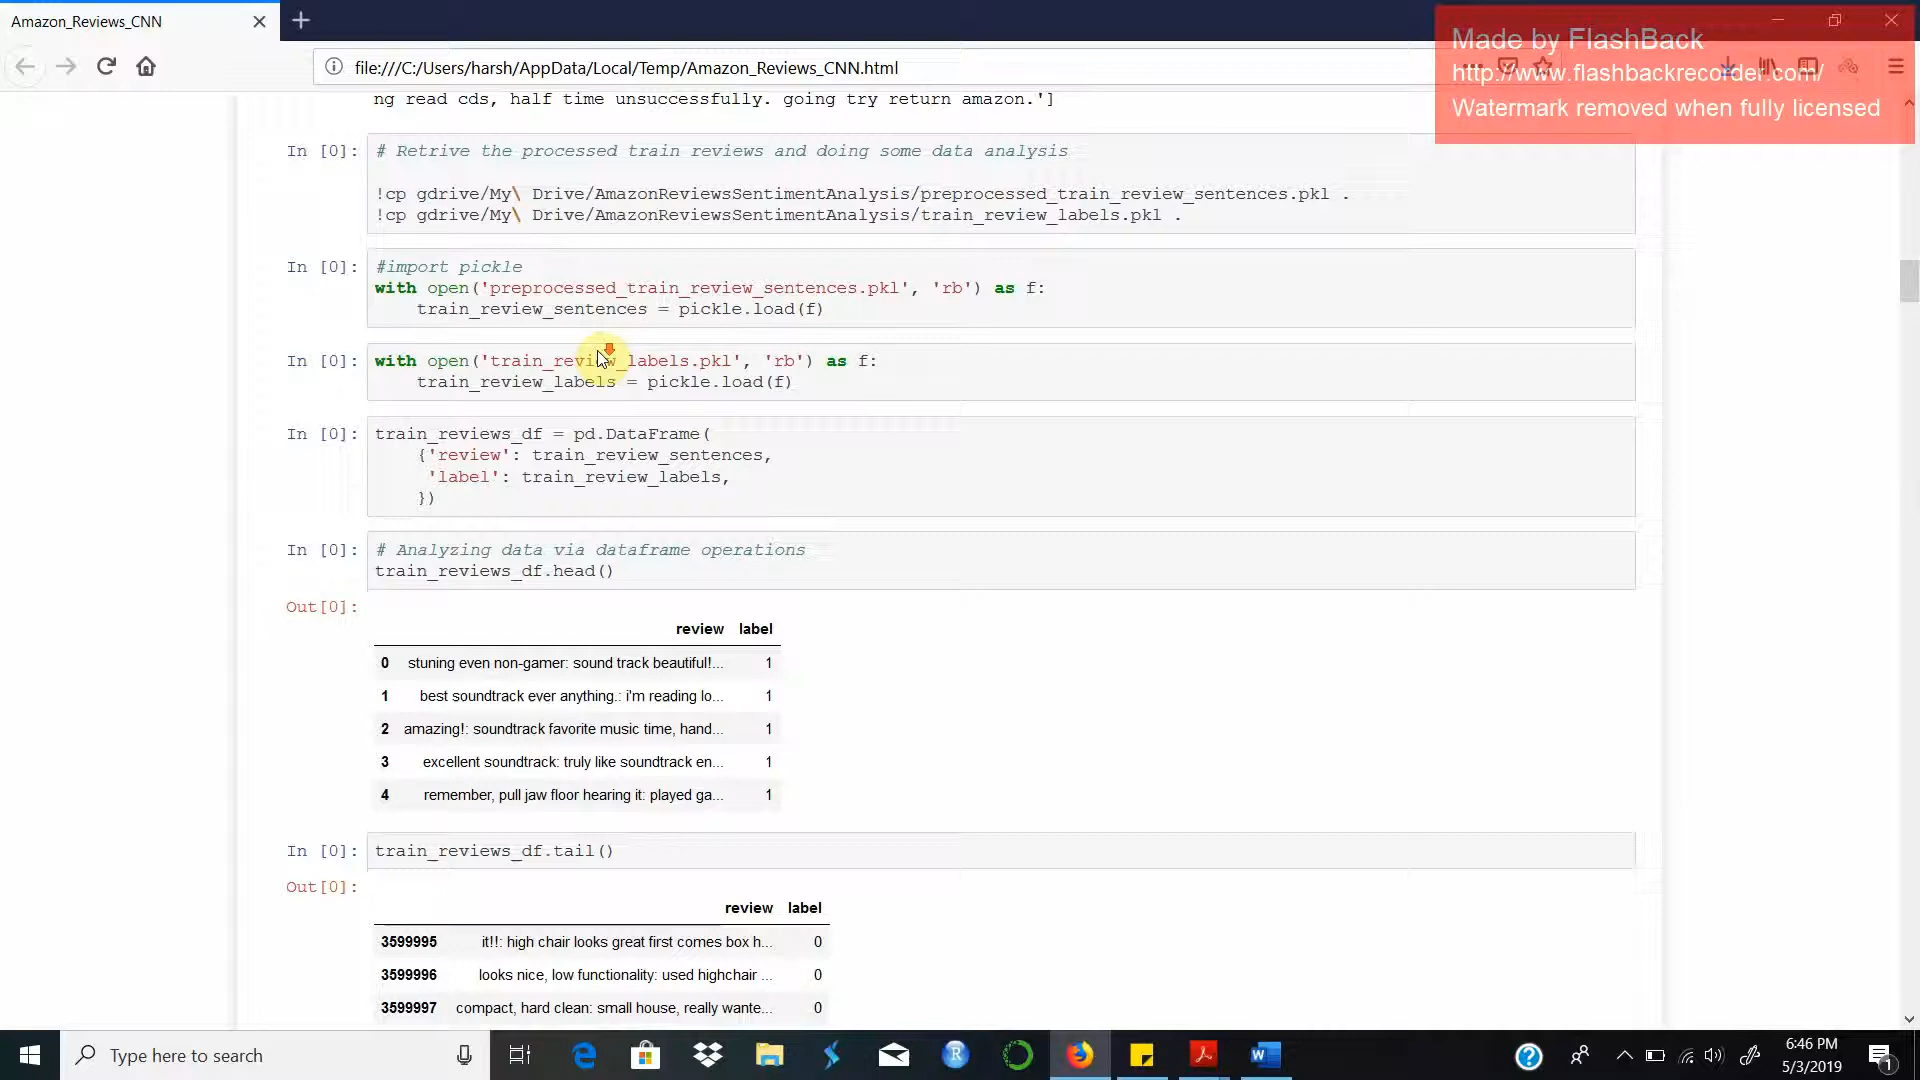 Amazon_Reviews_CNN
Made by FlashBack
http://www.flashbackrecorder.com/
Watermark removed when fully licensed
file:///C:/Users/harsh/AppData/Local/Temp/Amazon_Reviews_CNN.html
ng read cds, half time unsuccessfully. going try return amazon.']
In [0]: # Retrive the processed train reviews and doing some data analysis
!cp gdrive/My\ Drive/AmazonReviewsSentimentAnalysis/preprocessed_train_review_sentences.pkl .
!cp gdrive/My\ Drive/AmazonReviewsSentimentAnalysis/train_review_labels.pkl .
In [0]: #import pickle
with open('preprocessed_train_review_sentences.pkl', 'rb') as f:
train_review_sentences = pickle.load(f)
In [0]: with open('train_review_labels.pkl', 'rb') as f:
train_review_labels = pickle.load(f)
In [0]: train_reviews_df = pd.DataFrame(
{'review': train_review_sentences,
'label': train_review_labels,
})
In [0]: # Analyzing data via dataframe operations
train_reviews_df.head()
Out[0]:
review label
0 stuning even non-gamer: sound track beautiful!... 1
1 best soundtrack ever anything.: i'm reading lo... 1
2 amazing!: soundtrack favorite music time, hand... 1
3 excellent soundtrack: truly like soundtrack en... 1
4 remember, pull jaw floor hearing it: played ga... 1
In [0]: train_reviews_df.tail()
Out[0]:
review label
3599995 it!!: high chair looks great first comes box h... 0
3599996 looks nice, low functionality: used highchair ... 0
3599997 compact, hard clean: small house, really wante... 0
Type here to search
6:46 PM
5/3/2019
1